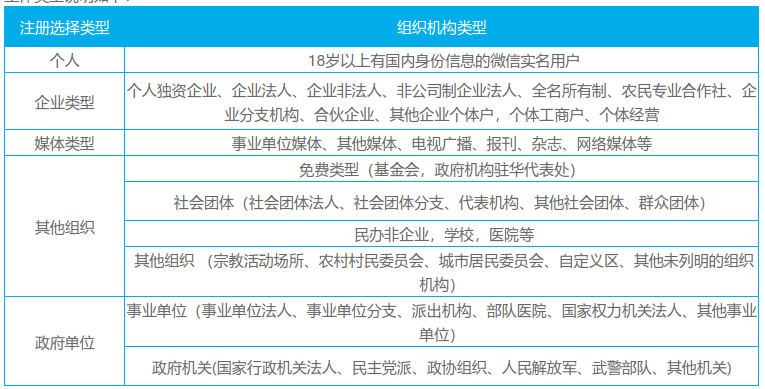 注册选择类型 组织机构类型
个人 18岁以上有国内身份信息的微信实名用户
企业类型 个人独资企业、企业法人、企业非法人、非公司制企业法人、全名所有制、农民专业合作社、企
业分支机构、合伙企业、其他企业个体户，个体工商户、个体经营
媒体类型 事业单位媒体、其他媒体、电视广播、报刊、杂志、网络媒体等
其他组织 免费类型（基金会，政府机构驻华代表处）
社会团体（社会团体法人、社会团体分支、代表机构、其他社会团体、群众团体）
民办非企业，学校，医院等
其他组织 （宗教活动场所、农村村民委员会、城市居民委员会、自定义区、其他未列明的组织
机构）
政府单位 事业单位（事业单位法人、事业单位分支、派出机构、部队医院、国家权力机关法人、其他事业
单位）
政府机关(国家行政机关法人、民主党派、政协组织、人民解放军、武警部队、其他机关)